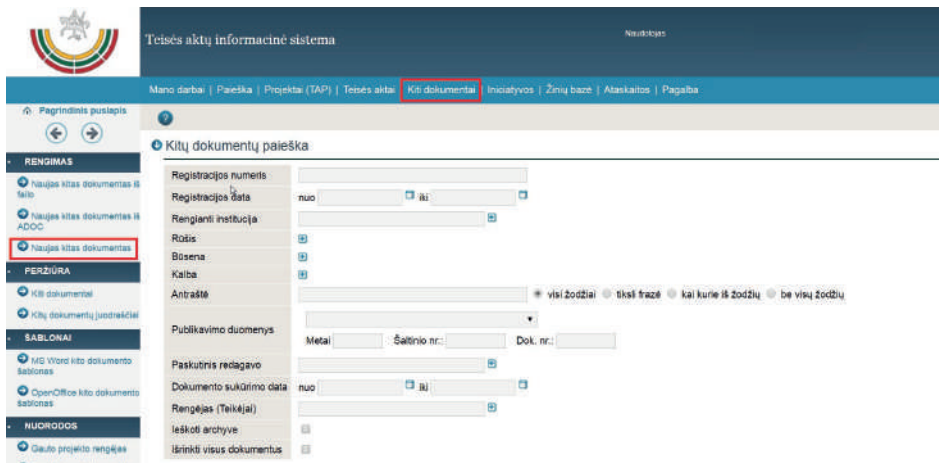 Teisės aktų informacinė sistema
Naudotojas
Mano darbai | Paieška | Projektai (TAP) | Teisės aktai | Kiti dokumentai | Iniciatyvos | Žinių bazė | Ataskaitos | Pagalba
Pagrindinis puslapis
RENGIMAS
Naujas kitas dokumentas iš
failo
Naujas kitas dokumentas iš
ADOC
Naujas kitas dokumentas
PERŽIŪRA
Kiti dokumentai
Kitų dokumentų juodraščiai
ŠABLONAI
MS Word kito dokumento
šablonas
OpenOffice kito dokumento
šablonas
NUORODOS
Gauto projekto rengėjas
Kitų dokumentų paieška
Registracijos numeris
Registracijos data nuo iki
Rengianti institucija
Rūšis
Būsena
Kalba
Antraštė visi žodžiai tiksli frazė kai kurie iš žodžių be visų žodžių
Publikavimo duomenys
Metai Šaltinio nr.: Dok. nr.:
Paskutinis redagavo
Dokumento sukūrimo data nuo iki
Rengėjas (Teikėjai)
Ieškoti archyve
Išrinkti visus dokumentus